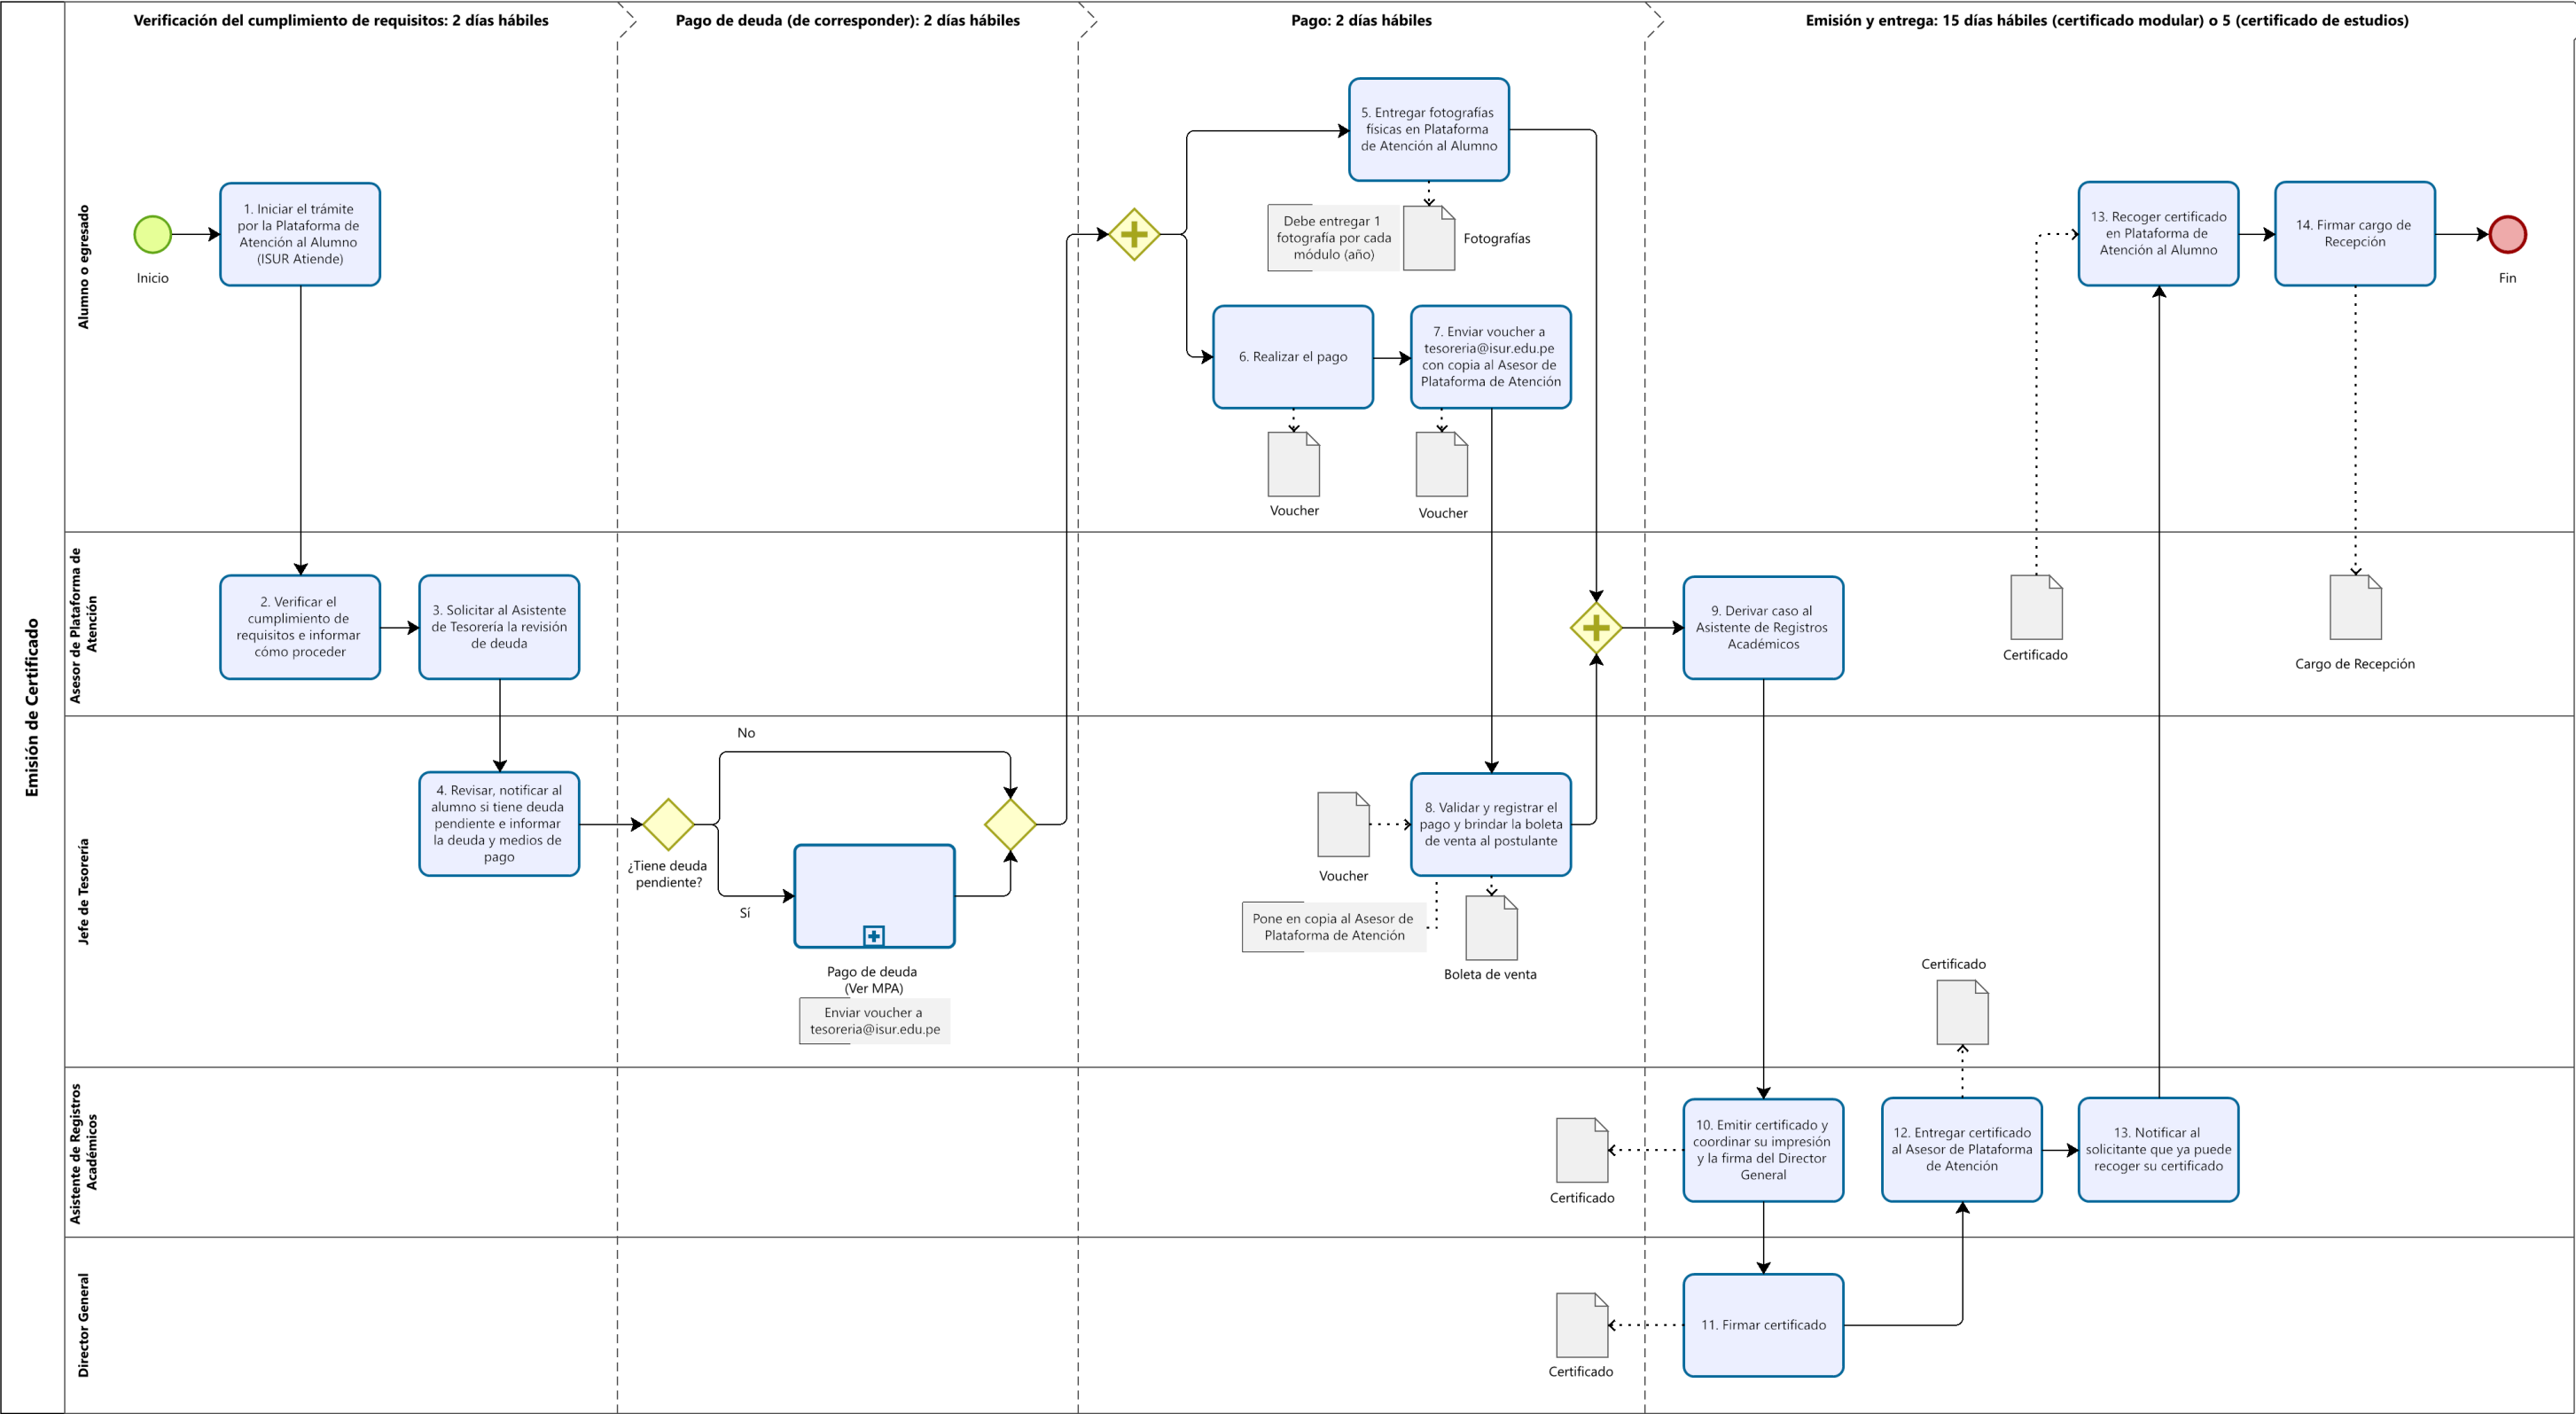 Verificación del cumplimiento de requisitos: 2 días hábiles
Pago de deuda (de corresponder): 2 días hábiles
Pago: 2 días hábiles
Emisión y entrega: 15 días hábiles (certificado modular) o 5 (certificado de estudios)
Emisión de Certificado
Alumno o egresado
Inicio
1. Iniciar el trámite
por la Plataforma de
Atención al Alumno
(ISUR Atiende)
5. Entregar fotografías
físicas en Plataforma
de Atención al Alumno
Debe entregar 1
fotografía por cada
módulo (año)
Fotografías
6. Realizar el pago
7. Enviar voucher a
tesoreria@isur.edu.pe
con copia al Asesor de
Plataforma de Atención
Voucher
Voucher
13. Recoger certificado
en Plataforma de
Atención al Alumno
14. Firmar cargo de
Recepción
Fin
Asesor de Plataforma de
Atención
2. Verificar el
cumplimiento de
requisitos e informar
cómo proceder
3. Solicitar al Asistente
de Tesorería la revisión
de deuda
9. Derivar caso al
Asistente de Registros
Académicos
Certificado
Cargo de Recepción
Jefe de Tesorería
4. Revisar, notificar al
alumno si tiene deuda
pendiente e informar
la deuda y medios de
pago
¿Tiene deuda
pendiente?
No
Sí
Pago de deuda
(Ver MPA)
Enviar voucher a
tesoreria@isur.edu.pe
Voucher
8. Validar y registrar el
pago y brindar la boleta
de venta al postulante
Pone en copia al Asesor de
Plataforma de Atención
Boleta de venta
Certificado
Asistente de Registros
Académicos
Certificado
10. Emitir certificado y
coordinar su impresión
y la firma del Director
General
12. Entregar certificado
al Asesor de Plataforma
de Atención
13. Notificar al
solicitante que ya puede
recoger su certificado
Director General
Certificado
11. Firmar certificado